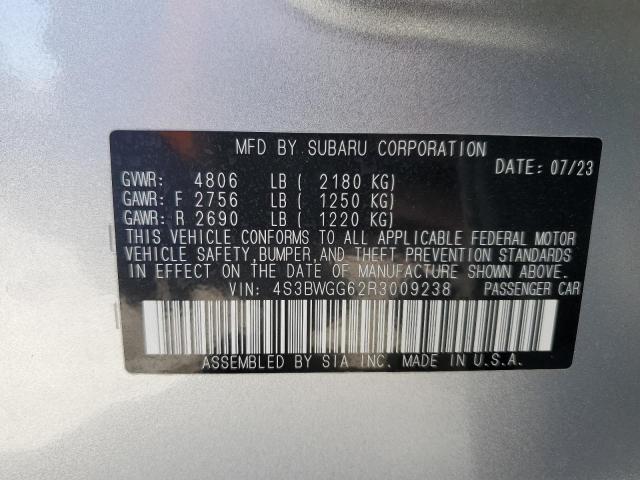 MFD BY SUBARU CORPORATION
DATE: 07/23
GVWR: 4806 LB ( 2180 KG)
GAWR: F 2756 LB ( 1250 KG)
GAWR: R 2690 LB ( 1220 KG)
THIS VEHICLE CONFORMS TO ALL APPLICABLE FEDERAL MOTOR
VEHICLE SAFETY,BUMPER,AND THEFT PREVENTION STANDARDS
IN EFFECT ON THE DATE OF MANUFACTURE SHOWN ABOVE.
VIN: 4S3BWGG62R3009238 PASSENGER CAR
ASSEMBLED BY SIA INC. MADE IN U.S.A.